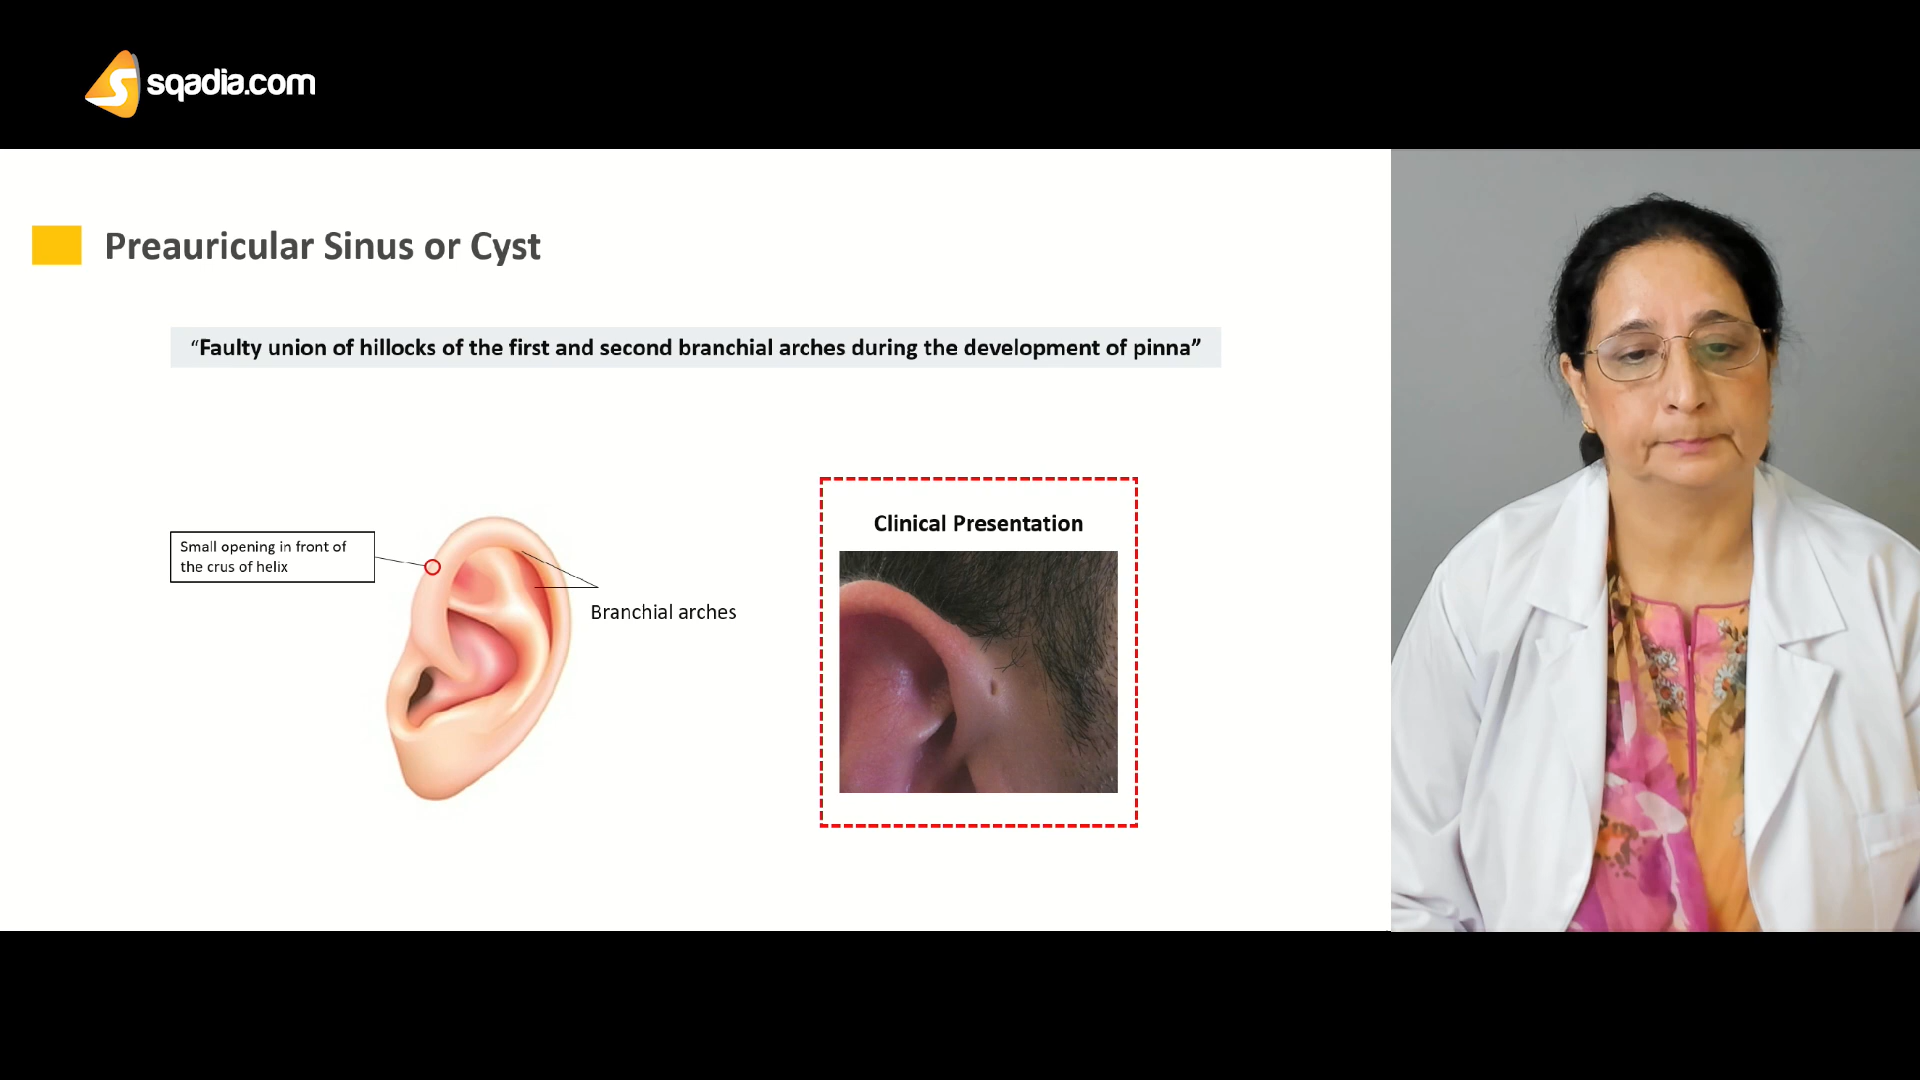 sqadia.com
Preauricular Sinus or Cyst
“Faulty union of hillocks of the first and second branchial arches during the development of pinna”
Small opening in front of
the crus of helix
Branchial arches
Clinical Presentation